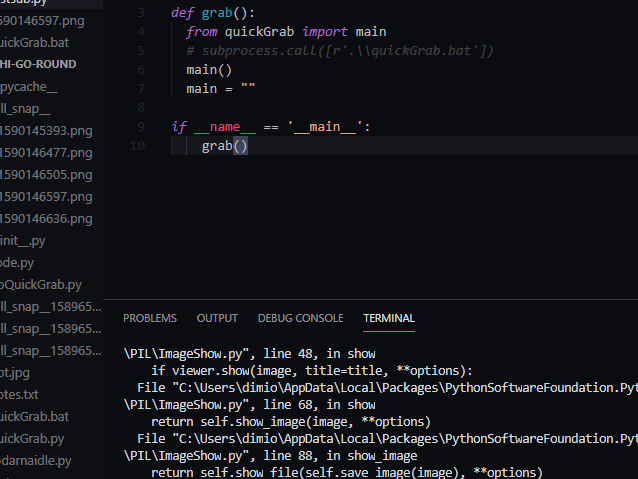 stsub.py
1590146597.png
uickGrab.bat
HI-GO-ROUND
pycache__
ll_snap__
1590145393.png
1590146477.png
1590146505.png
1590146597.png
1590146636.png
init__.py
ode.py
oQuickGrab.py
ll_snap__158965...
ll_snap__158965...
ll_snap__158965...
ot.jpg
otes.txt
uickGrab.bat
uickGrab.py
odarnaidle.py
3 def grab():
4 from quickGrab import main
5 # subprocess.call([r'.\\quickGrab.bat'])
6 main()
7 main = ""
8
9 if __name__ == '__main__':
10 grab()
PROBLEMS OUTPUT DEBUG CONSOLE TERMINAL
\PIL\ImageShow.py", line 48, in show
if viewer.show(image, title=title, **options):
File "C:\Users\dimio\AppData\Local\Packages\PythonSoftwareFoundation.Pyt
\PIL\ImageShow.py", line 68, in show
return self.show_image(image, **options)
File "C:\Users\dimio\AppData\Local\Packages\PythonSoftwareFoundation.Pyt
\PIL\ImageShow.py", line 88, in show_image
return self.show_file(self.save_image(image), **options)